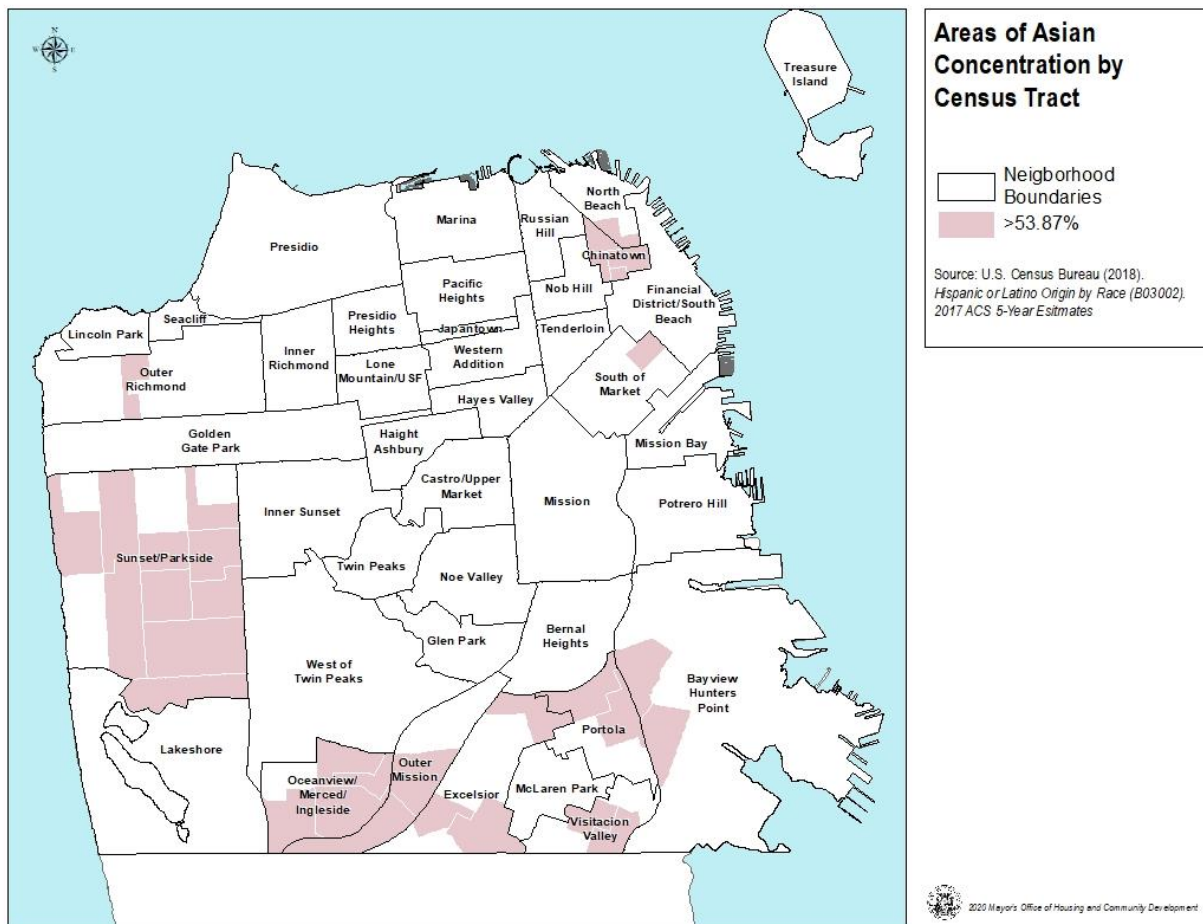 Areas of Asian
Concentration by
Census Tract
Neigborhood
Boundaries
>53.87%
Source: U.S. Census Bureau (2018).
Hispanic or Latino Origin by Race (B03002).
2017 ACS 5-Year Esitmates
N
W
E
S
Treasure
Island
North
Beach
Marina
Russian
Hill
Presidio
Chinatown
Pacific
Heights
Nob Hill
Financial
District/South
Beach
Seacliff
Lincoln Park
Presidio
Heights
Japantown
Tenderloin
Inner
Richmond
Western
Addition
Lone
Mountain/USF
Outer
Richmond
South of
Market
Hayes Valley
Golden
Gate Park
Haight
Ashbury
Mission Bay
Castro/Upper
Market
Mission
Potrero Hill
Inner Sunset
Sunset/Parkside
Twin Peaks
Noe Valley
Glen Park
Bernal
Heights
West of
Twin Peaks
Bayview
Hunters
Point
Portola
Lakeshore
Outer
Mission
Oceanview/
Merced/
Ingleside
Excelsior
McLaren Park
Visitacion
Valley
2020 Mayor's Office of Housing and Community Development